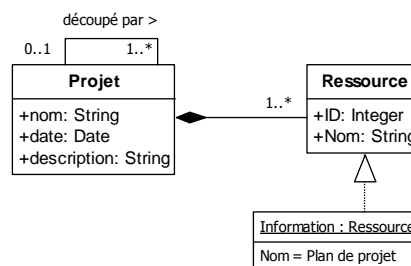 découpé par >
0..1
1..*
Projet
+nom: String
+date: Date
+description: String
1..*
Ressource
+ID: Integer
+Nom: String
Information : Ressource
Nom = Plan de projet